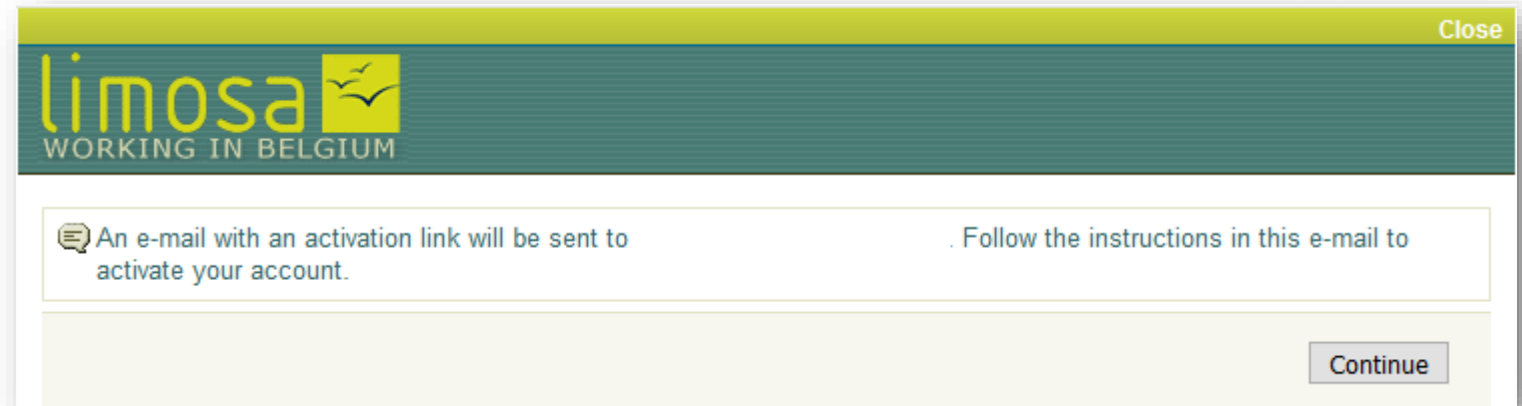 Close
limosa
WORKING IN BELGIUM
An e-mail with an activation link will be sent to . Follow the instructions in this e-mail to
activate your account.
Continue